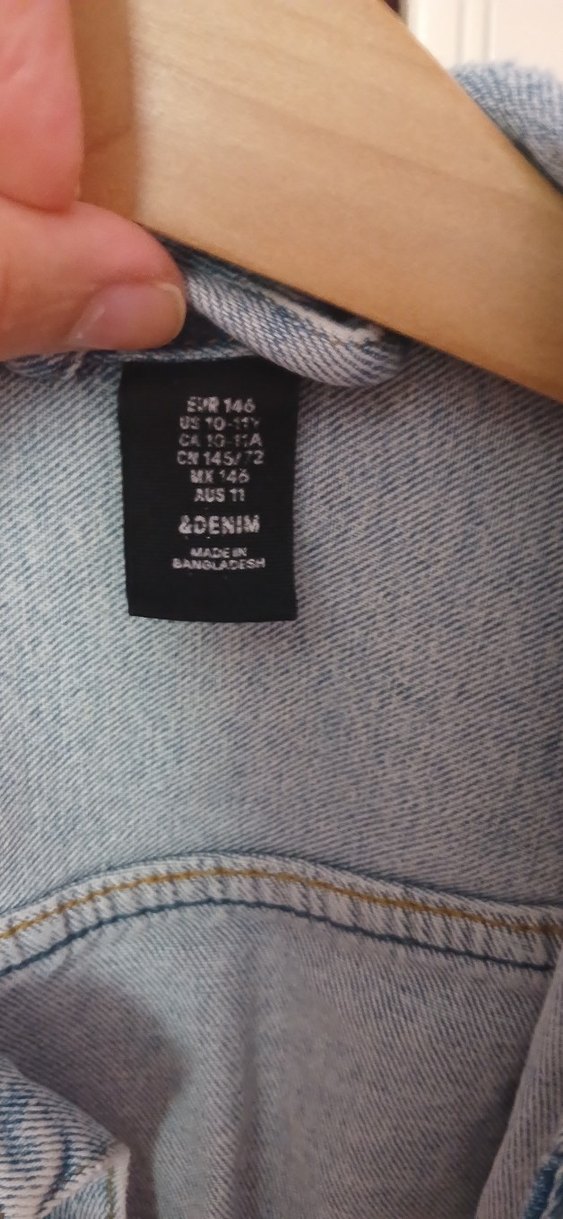 EUR 146
US 10-11Y
CA 10-11A
CN 145/72
MX 146
AUS 11
&DENIM
MADE IN
BANGLADESH